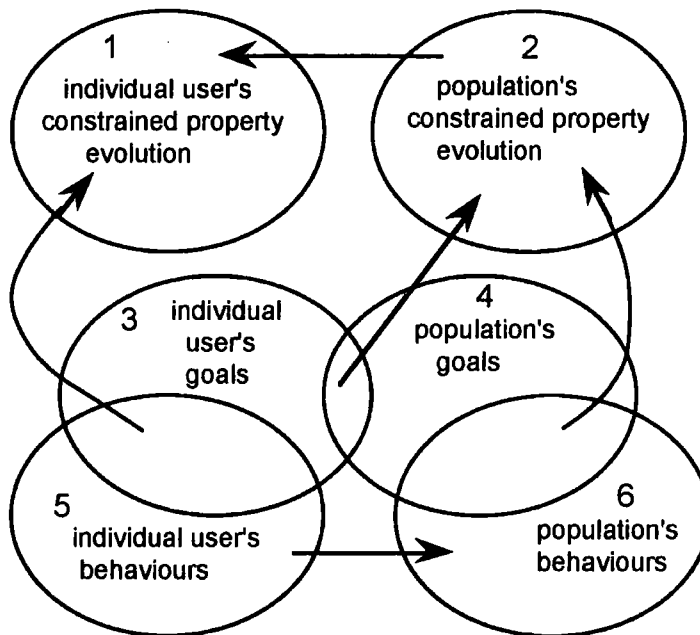 1
individual user's
constrained property
evolution
2
population's
constrained property
evolution
3
individual
user's
goals
4
population's
goals
5
individual user's
behaviours
6
population's
behaviours